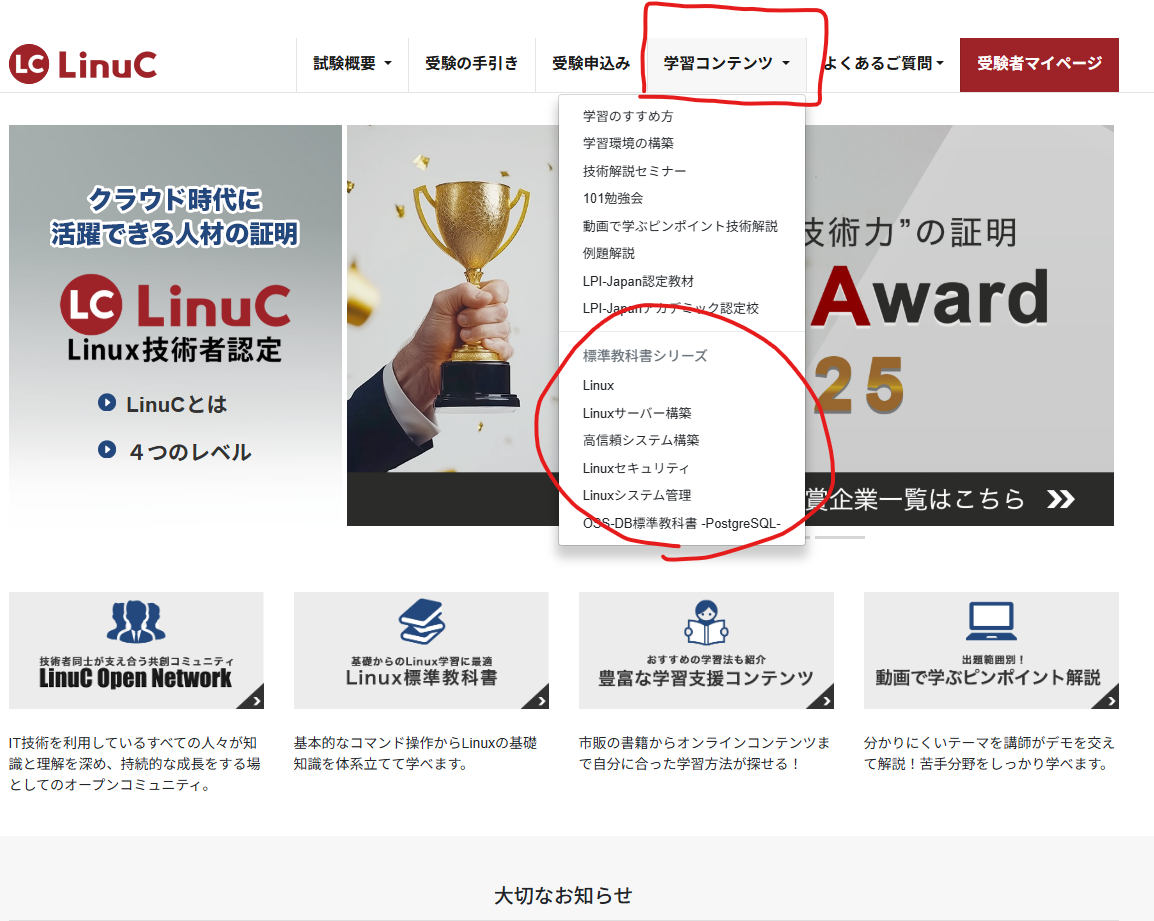 LC LinuC
試験概要
受験の手引き
受験申込み
学習コンテンツ
よくあるご質問
受験者マイページ
学習のすすめ方
学習環境の構築
技術解説セミナー
101勉強会
動画で学ぶピンポイント技術解説
例題解説
LPI-Japan認定教材
LPI-Japanアカデミック認定校
標準教科書シリーズ
Linux
Linuxサーバー構築
高信頼システム構築
Linuxセキュリティ
Linuxシステム管理
OSS-DB標準教科書 -PostgreSQL-
クラウド時代に
活躍できる人材の証明
LC LinuC
Linux技術者認定
LinuCとは
4つのレベル
技術力”の証明
Award
25
賞企業一覧はこちら
技術者同士が支え合う共創コミュニティ
LinuC Open Network
IT技術を利用しているすべての人々が知
識と理解を深め、持続的な成長をする場
としてのオープンコミュニティ。
基礎からのLinux学習に最適
Linux標準教科書
基本的なコマンド操作からLinuxの基礎
知識を体系立てて学べます。
おすすめの学習法も紹介
豊富な学習支援コンテンツ
市販の書籍からオンラインコンテンツま
で自分に合った学習方法が探せる！
出題範囲別！
動画で学ぶピンポイント解説
分かりにくいテーマを講師がデモを交え
て解説！苦手分野をしっかり学べます。
大切なお知らせ